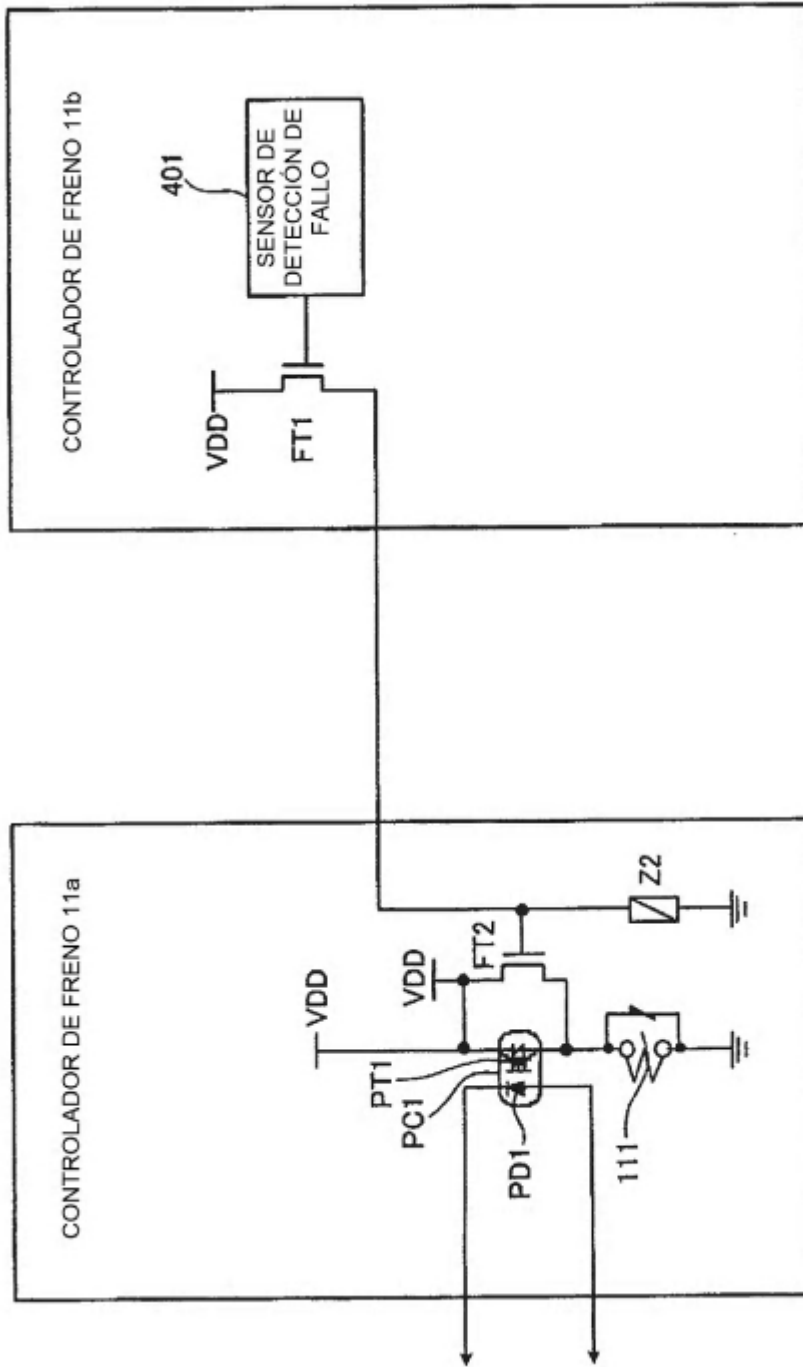 CONTROLADOR DE FRENO 11a
VDD
VDD
PT1
PC1
PD1
FT2
111
Z2
CONTROLADOR DE FRENO 11b
401
SENSOR DE
DETECCIÓN DE
FALLO
VDD
FT1